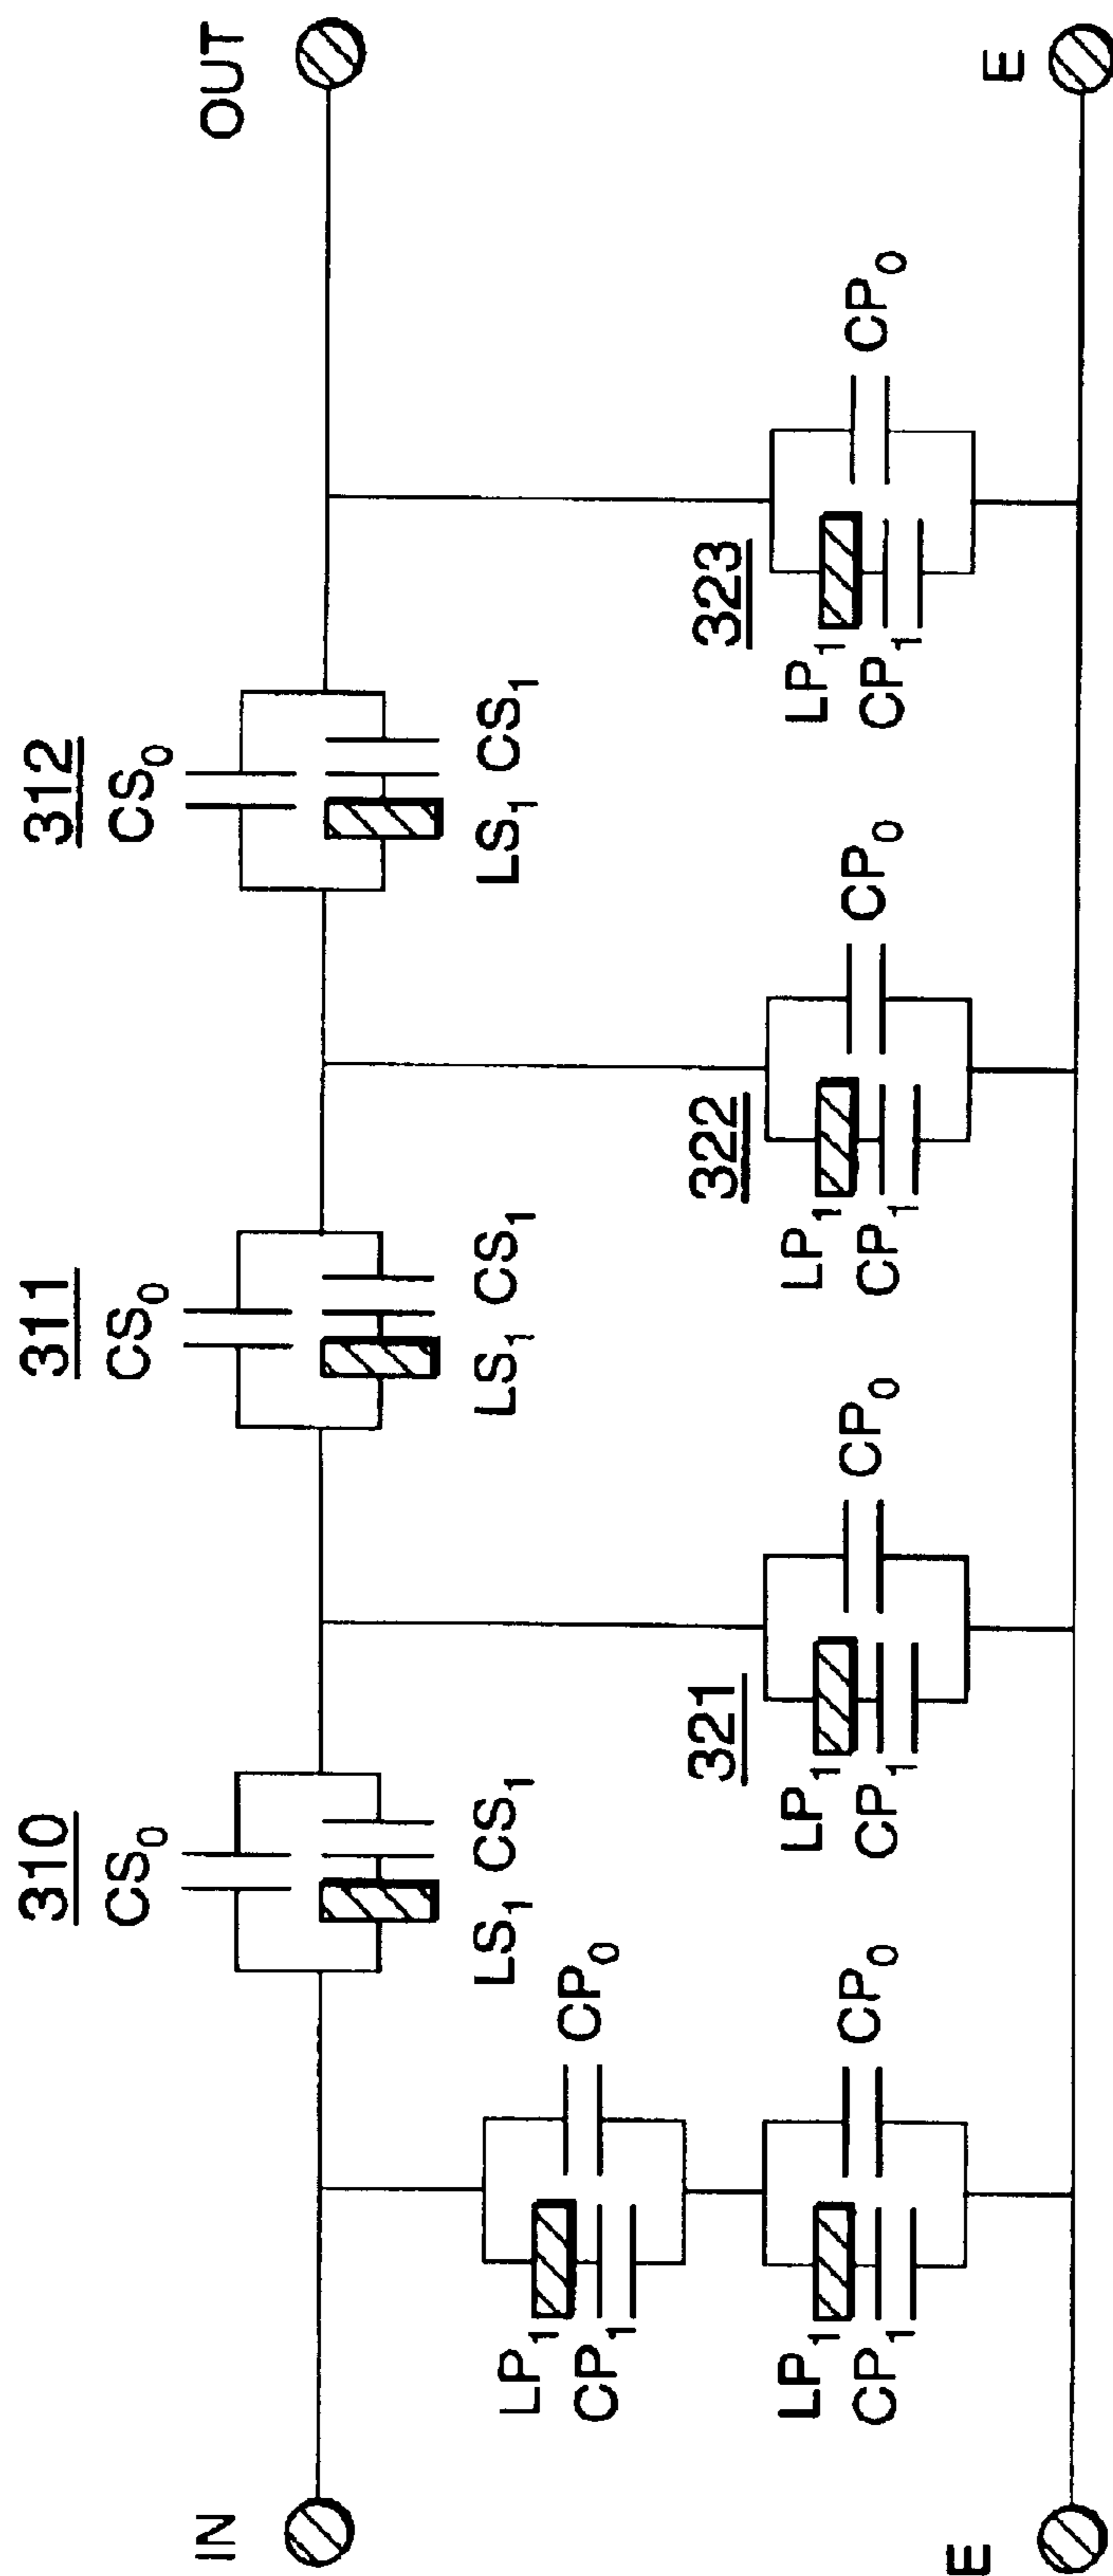 310
311
312
CS₀
CS₀
CS₀
IN
OUT
LS₁ CS₁
LS₁ CS₁
LS₁ CS₁
LP₁
CP₁
CP₀
321
322
323
LP₁
CP₁
CP₀
LP₁
CP₁
CP₀
LP₁
CP₁
CP₀
LP₁
CP₁
CP₀
E
E